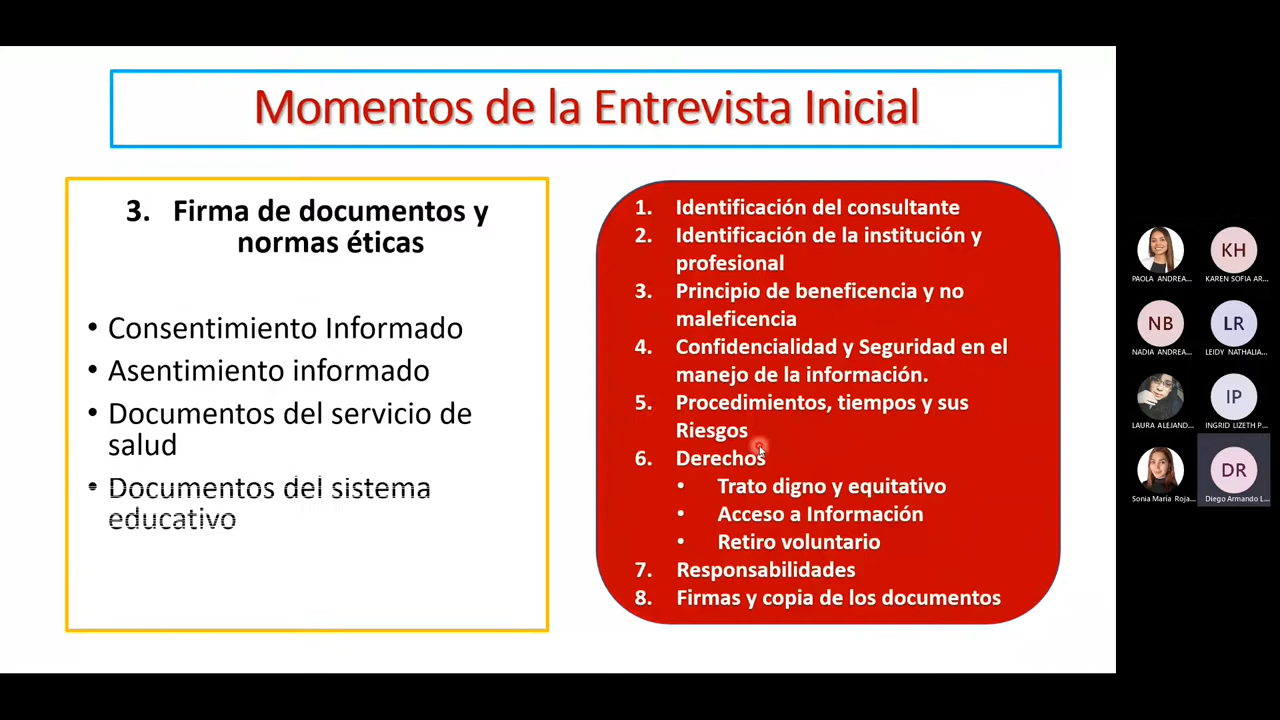 Momentos de la Entrevista Inicial
3. Firma de documentos y
normas éticas
• Consentimiento Informado
• Asentimiento informado
• Documentos del servicio de
salud
• Documentos del sistema
educativo
1. Identificación del consultante
2. Identificación de la institución y
profesional
3. Principio de beneficencia y no
maleficencia
4. Confidencialidad y Seguridad en el
manejo de la información.
5. Procedimientos, tiempos y sus
Riesgos
6. Derechos
• Trato digno y equitativo
• Acceso a Información
• Retiro voluntario
7. Responsabilidades
8. Firmas y copia de los documentos
PAOLA ANDREA...
KH
KAREN SOFIA AR...
NB
NADIA ANDREA...
LR
LEIDY NATHALIA...
LAURA ALEJAND...
IP
INGRID LIZETH P...
Sonia María Roja...
DR
Diego Armando L...